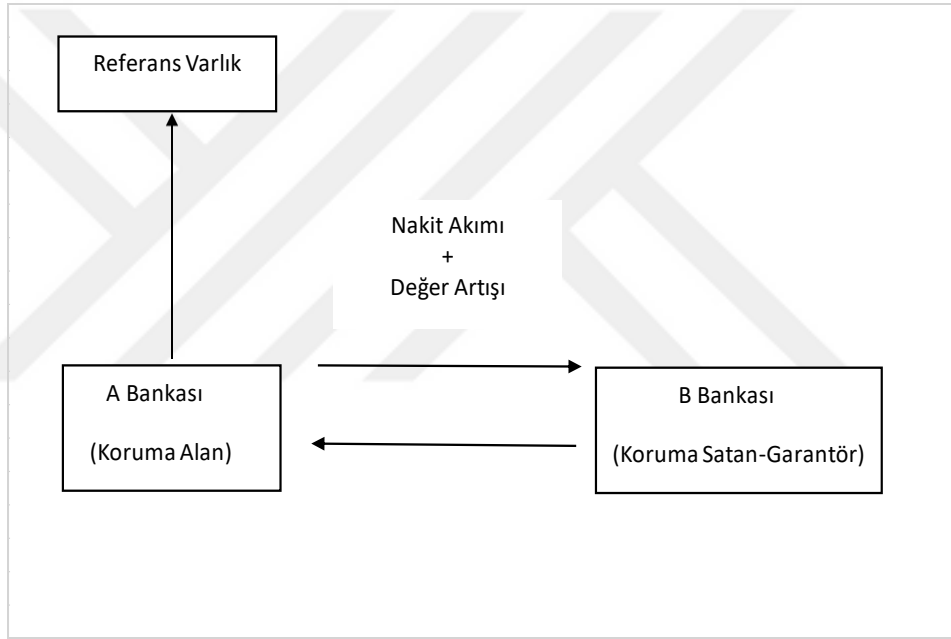 Referans Varlık
Nakit Akımı
+
Değer Artışı
A Bankası
(Koruma Alan)
B Bankası
(Koruma Satan-Garantör)